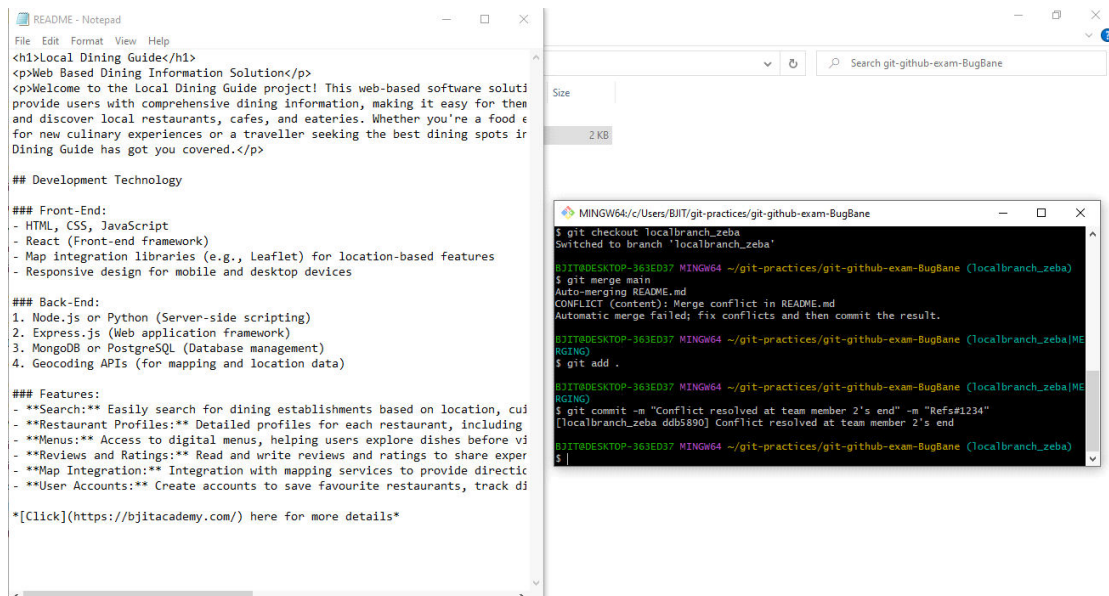 README - Notepad
File Edit Format View Help
<h1>Local Dining Guide</h1>
<p>Web Based Dining Information Solution</p>
<p>Welcome to the Local Dining Guide project! This web-based software soluti
provide users with comprehensive dining information, making it easy for them
and discover local restaurants, cafes, and eateries. Whether you're a food e
for new culinary experiences or a traveller seeking the best dining spots in
Dining Guide has got you covered.</p>
## Development Technology
### Front-End:
- HTML, CSS, JavaScript
- React (Front-end framework)
- Map integration libraries (e.g., Leaflet) for location-based features
- Responsive design for mobile and desktop devices
### Back-End:
1. Node.js or Python (Server-side scripting)
2. Express.js (Web application framework)
3. MongoDB or PostgreSQL (Database management)
4. Geocoding APIs (for mapping and location data)
### Features:
- **Search:** Easily search for dining establishments based on location, cui
- **Restaurant Profiles:** Detailed profiles for each restaurant, including
- **Menus:** Access to digital menus, helping users explore dishes before vi
- **Reviews and Ratings:** Read and write reviews and ratings to share exper
- **Map Integration:** Integration with mapping services to provide directic
- **User Accounts:** Create accounts to save favourite restaurants, track di
*[Click](https://bjitacademy.com/) here for more details*
Search git-github-exam-BugBane
Size
2 KB
MINGW64:/c/Users/BJIT/git-practices/git-github-exam-BugBane
$ git checkout localbranch_zeba
Switched to branch 'localbranch_zeba'
BJIT@DESKTOP-363ED37 MINGW64 ~/git-practices/git-github-exam-BugBane (localbranch_zeba)
$ git merge main
Auto-merging README.md
CONFLICT (content): Merge conflict in README.md
Automatic merge failed; fix conflicts and then commit the result.
BJIT@DESKTOP-363ED37 MINGW64 ~/git-practices/git-github-exam-BugBane (localbranch_zeba|ME
RGING)
$ git add .
BJIT@DESKTOP-363ED37 MINGW64 ~/git-practices/git-github-exam-BugBane (localbranch_zeba|ME
RGING)
$ git commit -m "Conflict resolved at team member 2's end" -m "Refs#1234"
[localbranch_zeba ddb5890] Conflict resolved at team member 2's end
BJIT@DESKTOP-363ED37 MINGW64 ~/git-practices/git-github-exam-BugBane (localbranch_zeba)
$